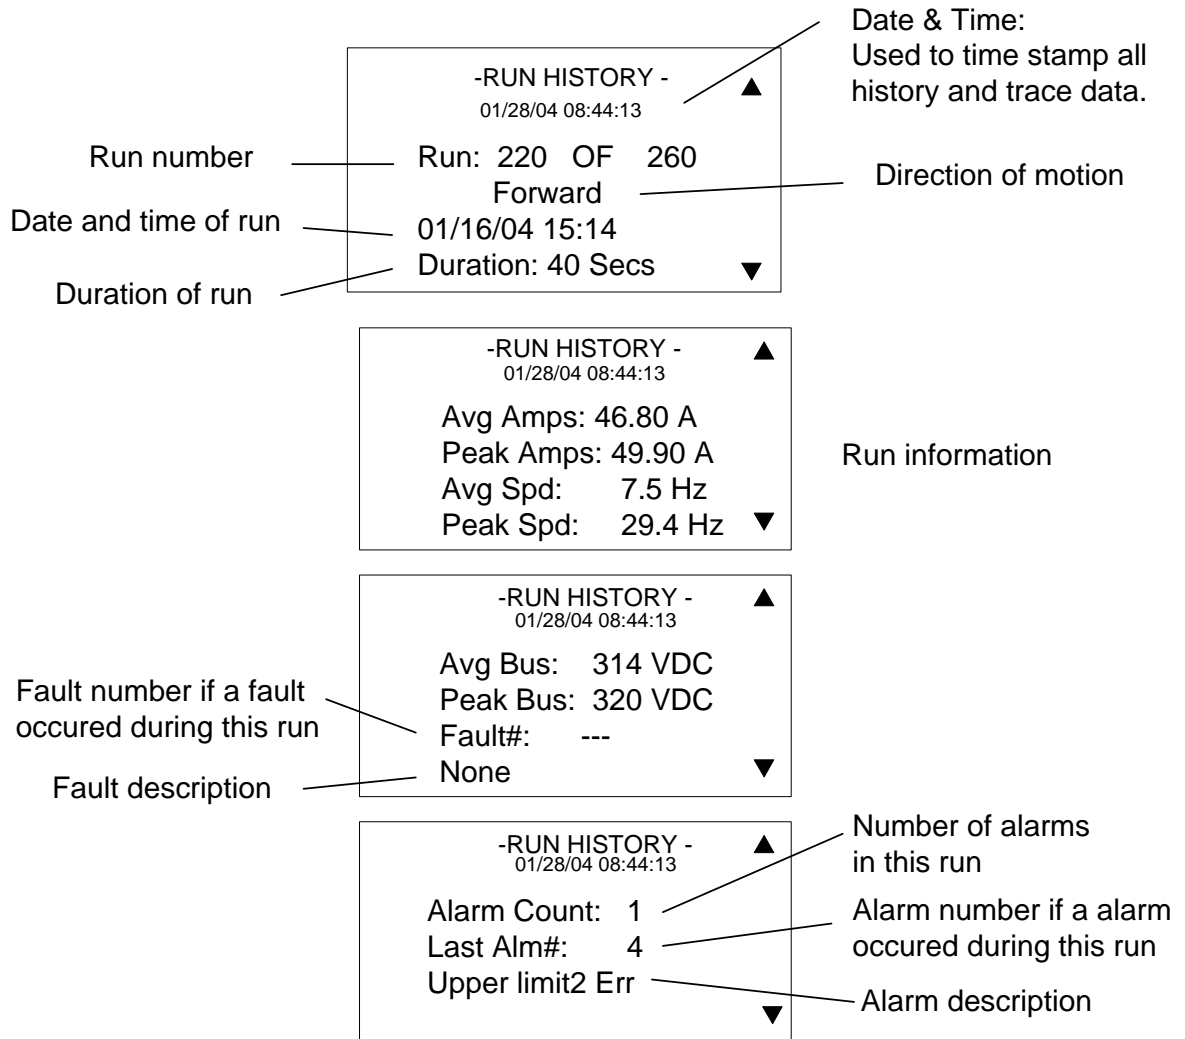 Date & Time:
Used to time stamp all
history and trace data.
-RUN HISTORY -
01/28/04 08:44:13
Run number
Run: 220 OF 260
Forward
Direction of motion
Date and time of run
01/16/04 15:14
Duration: 40 Secs
Duration of run
-RUN HISTORY -
01/28/04 08:44:13
Avg Amps: 46.80 A
Peak Amps: 49.90 A
Avg Spd: 7.5 Hz
Peak Spd: 29.4 Hz
Run information
-RUN HISTORY -
01/28/04 08:44:13
Avg Bus: 314 VDC
Peak Bus: 320 VDC
Fault#: ---
None
Fault number if a fault
occured during this run
Fault description
-RUN HISTORY -
01/28/04 08:44:13
Alarm Count: 1
Last Alm#: 4
Upper limit2 Err
Number of alarms
in this run
Alarm number if a alarm
occured during this run
Alarm description